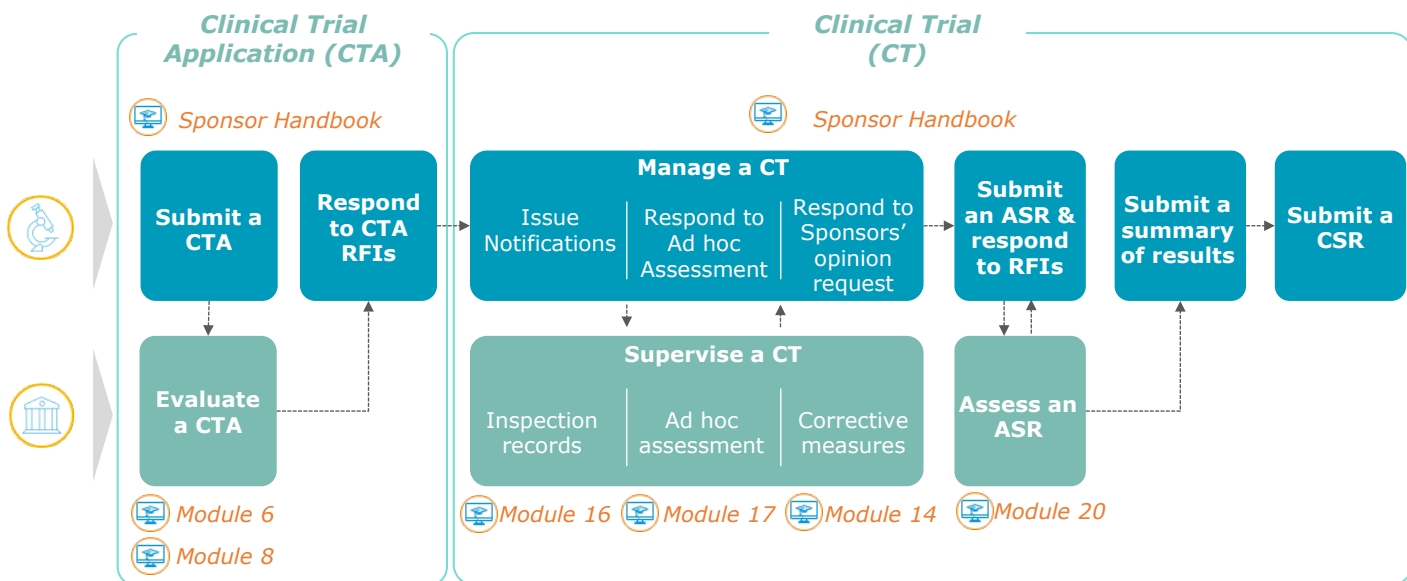 Clinical Trial
Application (CTA)
Clinical Trial
(CT)
Sponsor Handbook
Sponsor Handbook
Submit a
CTA
Respond
to CTA
RFIs
Manage a CT
Issue
Notifications
Respond to
Ad hoc
Assessment
Respond to
Sponsors’
opinion
request
Submit
an ASR &
respond
to RFIs
Submit a
summary
of results
Submit a
CSR
Evaluate
a CTA
Supervise a CT
Inspection
records
Ad hoc
assessment
Corrective
measures
Assess an
ASR
Module 6
Module 8
Module 16
Module 17
Module 14
Module 20